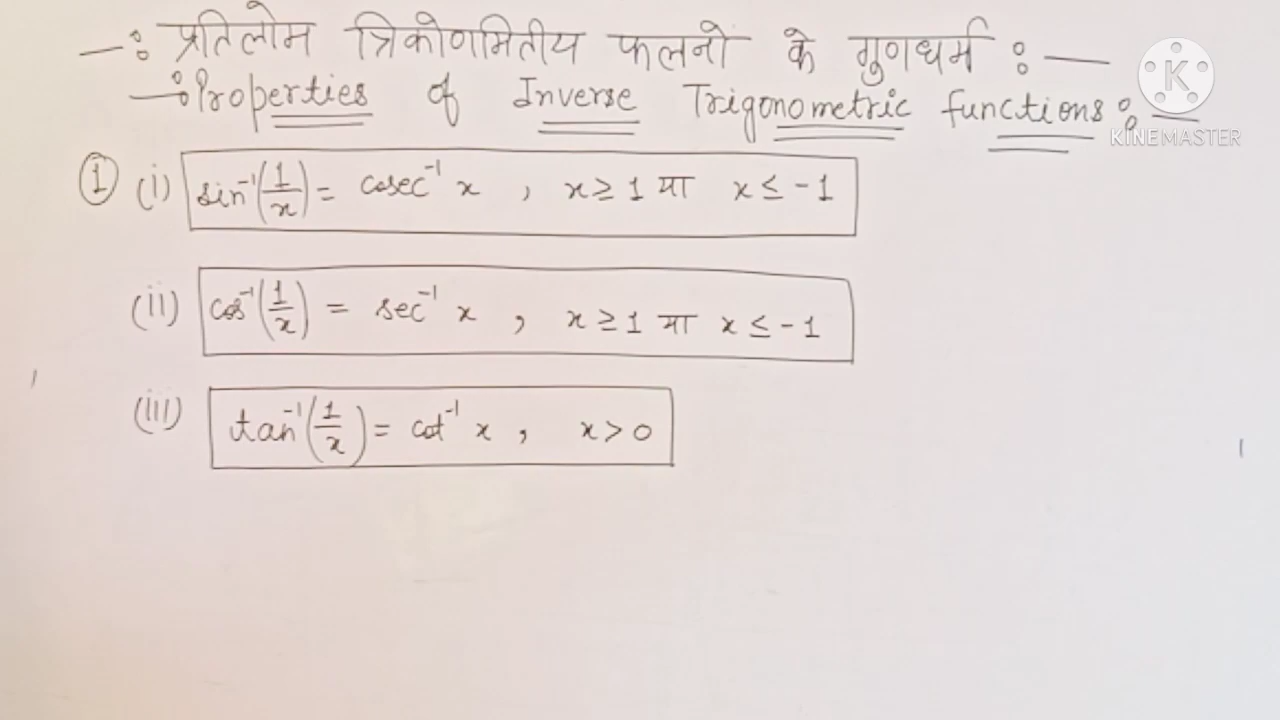 —: प्रतिलोम त्रिकोणमितीय फलनो के गुणधर्म :—
—: Properties of Inverse Trigonometric functions :—
K
KINEMASTER
① (i) sin⁻¹(1/x) = cosec⁻¹ x , x ≥ 1 या x ≤ -1
(ii) cos⁻¹(1/x) = sec⁻¹ x , x ≥ 1 या x ≤ -1
(iii) tan⁻¹(1/x) = cot⁻¹ x , x > 0